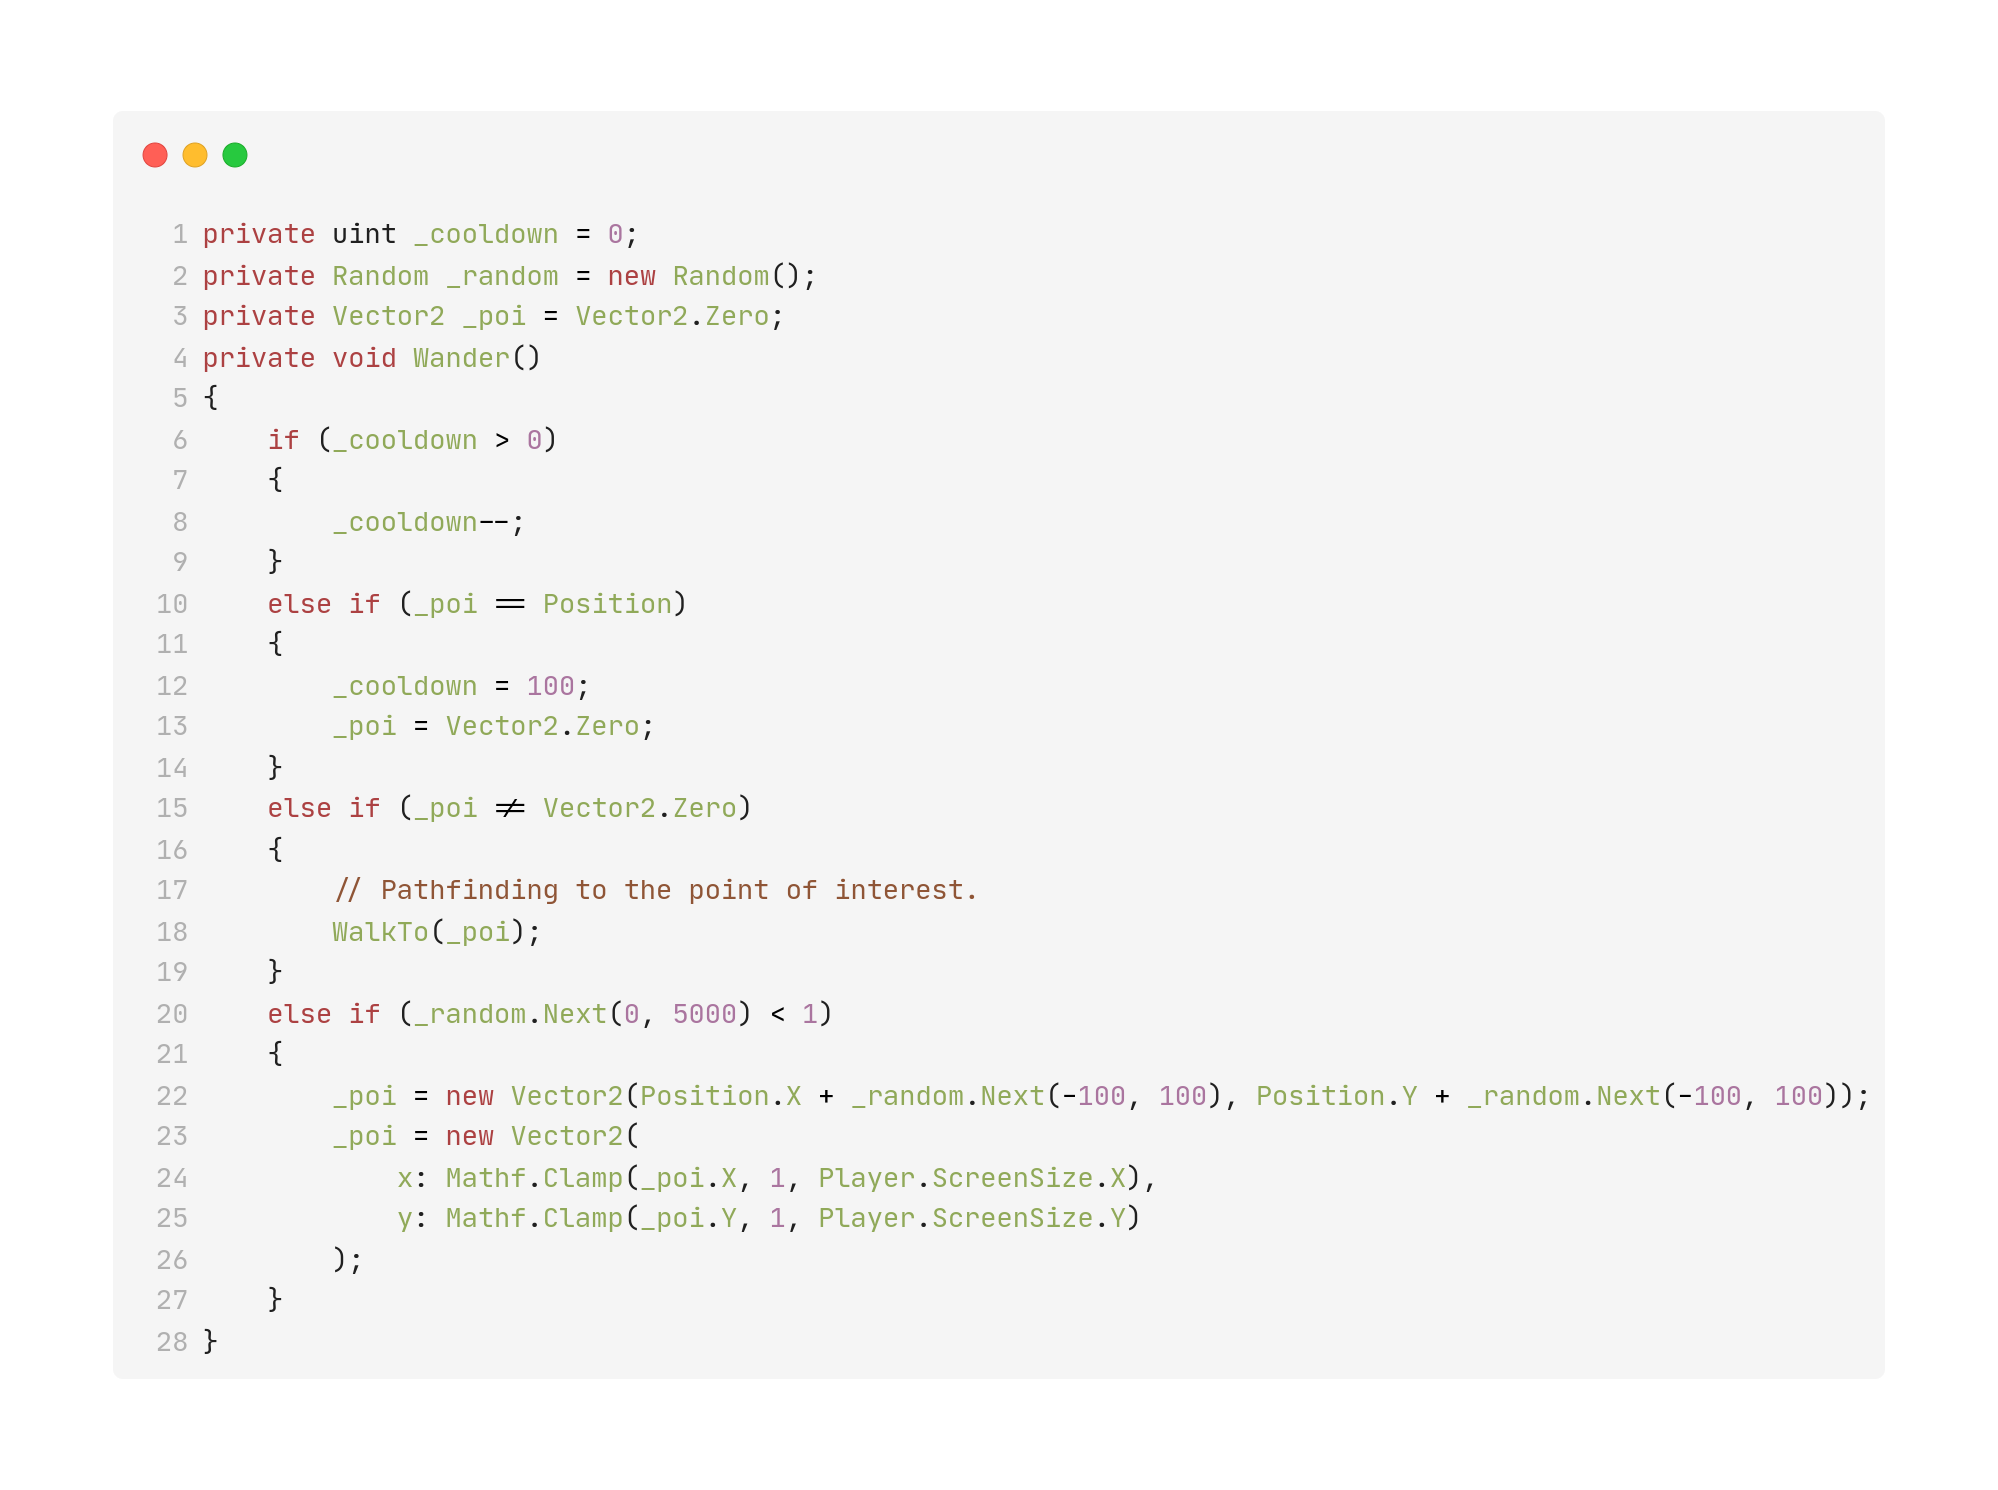 1 private uint _cooldown = 0;
2 private Random _random = new Random();
3 private Vector2 _poi = Vector2.Zero;
4 private void Wander()
5 {
6     if (_cooldown > 0)
7     {
8         _cooldown--;
9     }
10     else if (_poi == Position)
11     {
12         _cooldown = 100;
13         _poi = Vector2.Zero;
14     }
15     else if (_poi != Vector2.Zero)
16     {
17         // Pathfinding to the point of interest.
18         WalkTo(_poi);
19     }
20     else if (_random.Next(0, 5000) < 1)
21     {
22         _poi = new Vector2(Position.X + _random.Next(-100, 100), Position.Y + _random.Next(-100, 100));
23         _poi = new Vector2(
24             x: Mathf.Clamp(_poi.X, 1, Player.ScreenSize.X),
25             y: Mathf.Clamp(_poi.Y, 1, Player.ScreenSize.Y)
26         );
27     }
28 }